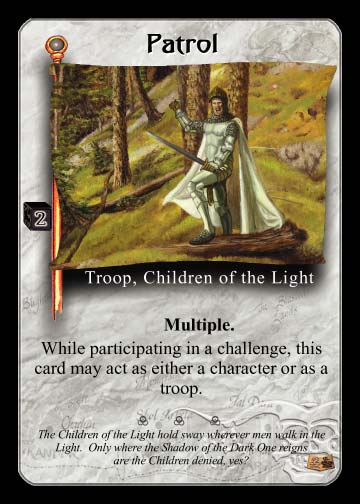 Patrol
2
Troop, Children of the Light
Multiple.
While participating in a challenge, this
card may act as either a character or as a
troop.
The Children of the Light hold sway wherever men walk in the
Light. Only where the Shadow of the Dark One reigns
are the Children denied, yes?